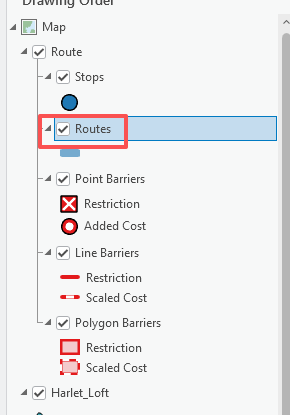 Drawing Order
Map
Route
Stops
Routes
Point Barriers
Restriction
Added Cost
Line Barriers
Restriction
Scaled Cost
Polygon Barriers
Restriction
Scaled Cost
Harlet_Loft